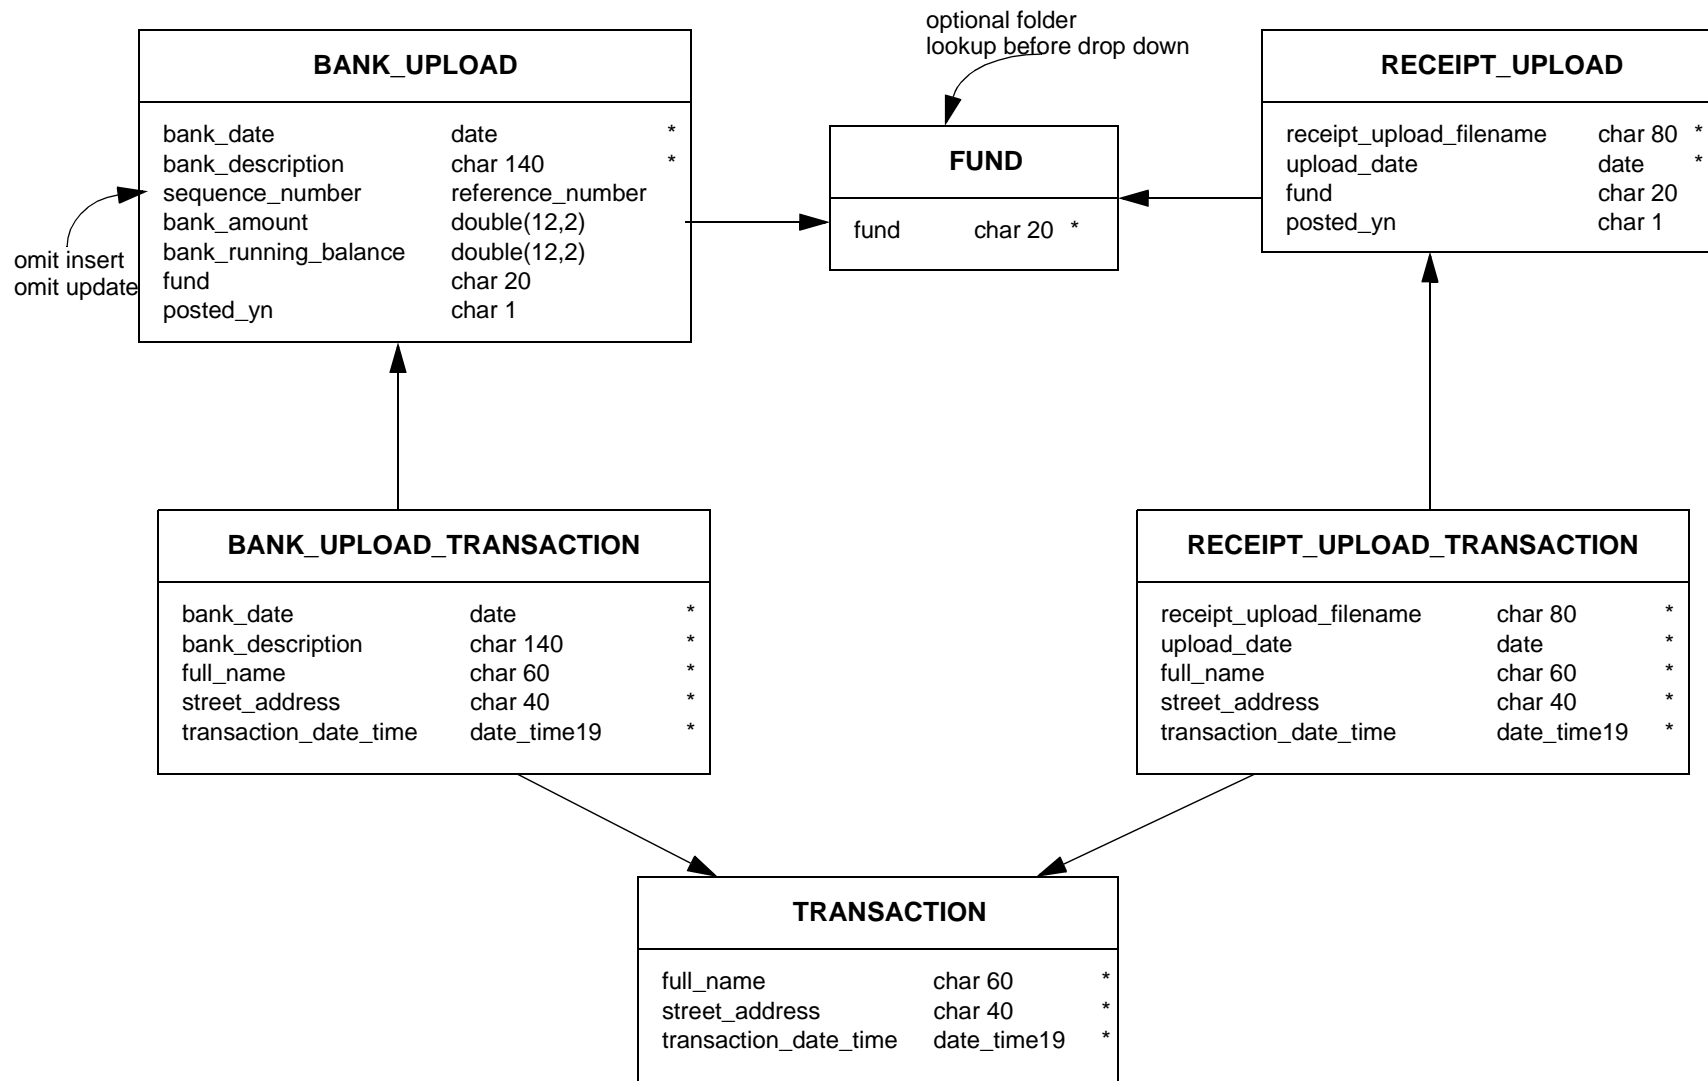 optional folder
lookup before drop down
BANK_UPLOAD
bank_date date *
bank_description char 140 *
sequence_number reference_number
bank_amount double(12,2)
bank_running_balance double(12,2)
fund char 20
posted_yn char 1
omit insert
omit update
FUND
fund char 20 *
RECEIPT_UPLOAD
receipt_upload_filename char 80 *
upload_date date *
fund char 20
posted_yn char 1
BANK_UPLOAD_TRANSACTION
bank_date date *
bank_description char 140 *
full_name char 60 *
street_address char 40 *
transaction_date_time date_time19 *
RECEIPT_UPLOAD_TRANSACTION
receipt_upload_filename char 80 *
upload_date date *
full_name char 60 *
street_address char 40 *
transaction_date_time date_time19 *
TRANSACTION
full_name char 60 *
street_address char 40 *
transaction_date_time date_time19 *